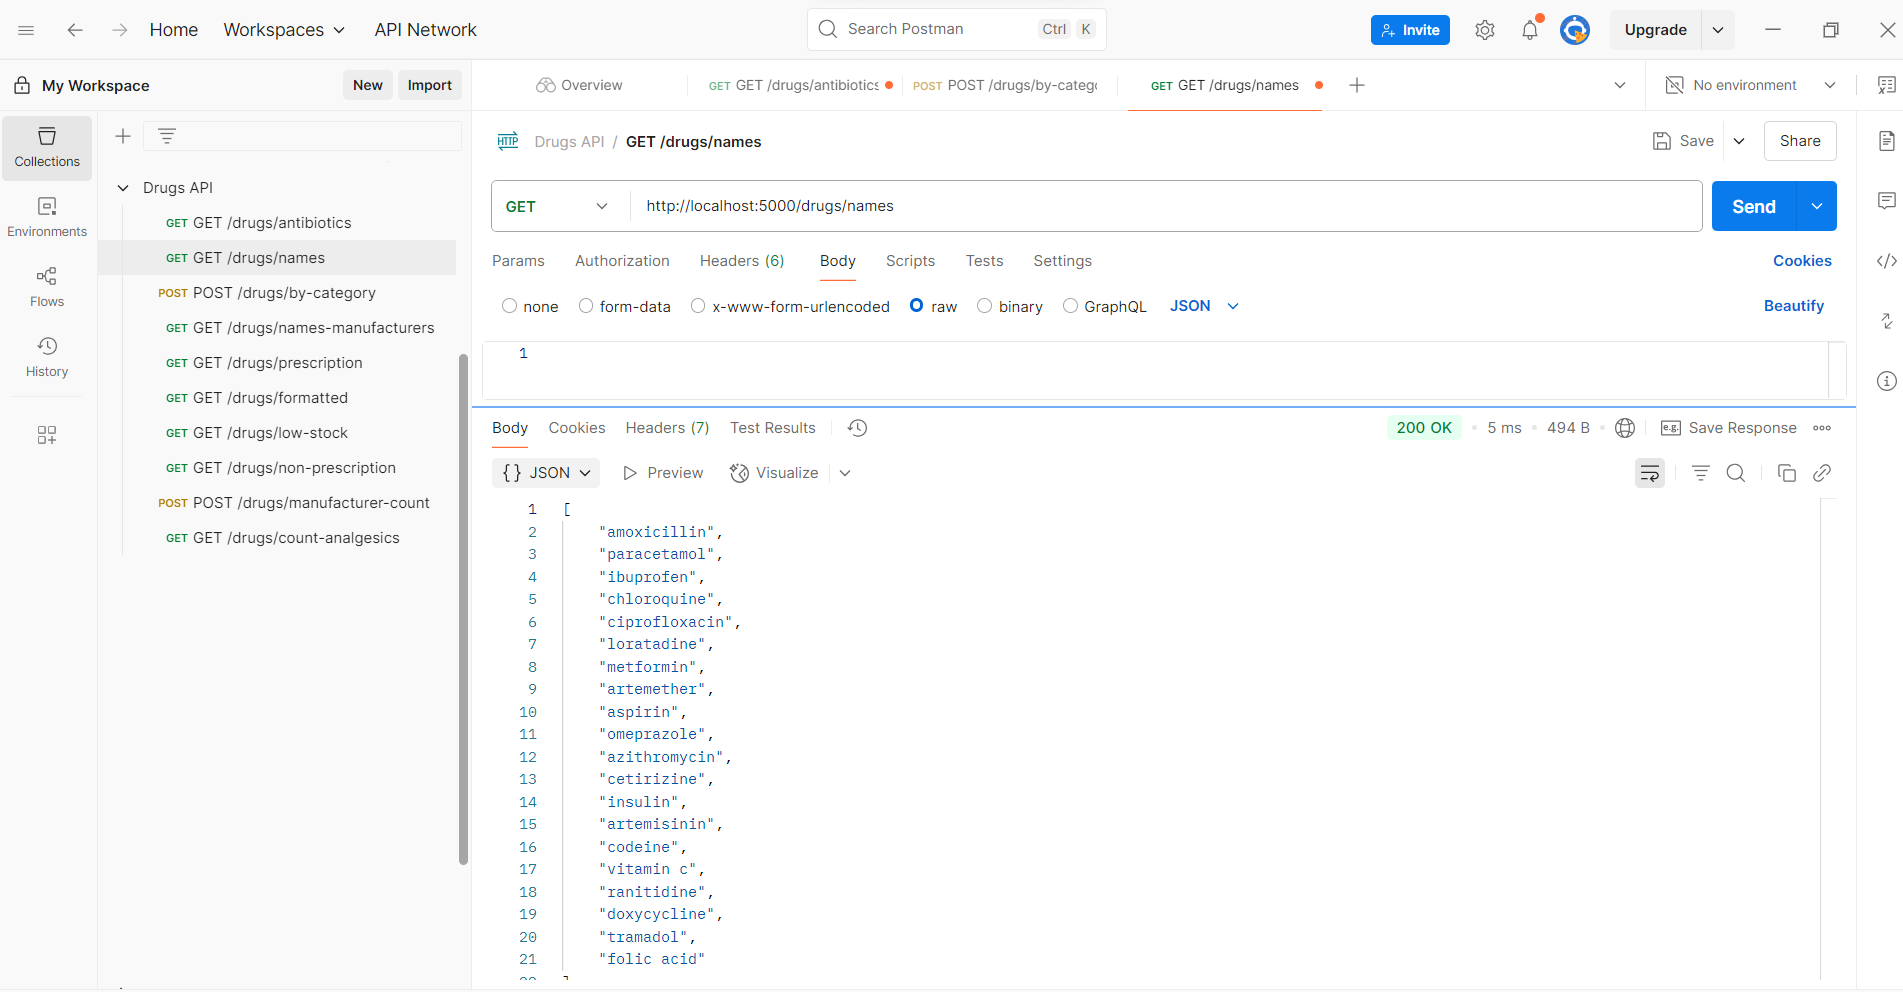 Home Workspaces API Network Search Postman Ctrl K Invite Upgrade
My Workspace New Import
Overview GET GET /drugs/antibiotics POST POST /drugs/by-catego GET GET /drugs/names No environment
Collections
Environments
Flows
History
Drugs API
GET GET /drugs/antibiotics
GET GET /drugs/names
POST POST /drugs/by-category
GET GET /drugs/names-manufacturers
GET GET /drugs/prescription
GET GET /drugs/formatted
GET GET /drugs/low-stock
GET GET /drugs/non-prescription
POST POST /drugs/manufacturer-count
GET GET /drugs/count-analgesics
HTTP Drugs API / GET /drugs/names Save Share
GET http://localhost:5000/drugs/names Send
Params Authorization Headers (6) Body Scripts Tests Settings Cookies
none form-data x-www-form-urlencoded raw binary GraphQL JSON Beautify
1
Body Cookies Headers (7) Test Results 200 OK 5 ms 494 B e.g. Save Response
{} JSON Preview Visualize
1 [
2 "amoxicillin",
3 "paracetamol",
4 "ibuprofen",
5 "chloroquine",
6 "ciprofloxacin",
7 "loratadine",
8 "metformin",
9 "artemether",
10 "aspirin",
11 "omeprazole",
12 "azithromycin",
13 "cetirizine",
14 "insulin",
15 "artemisinin",
16 "codeine",
17 "vitamin c",
18 "ranitidine",
19 "doxycycline",
20 "tramadol",
21 "folic acid"